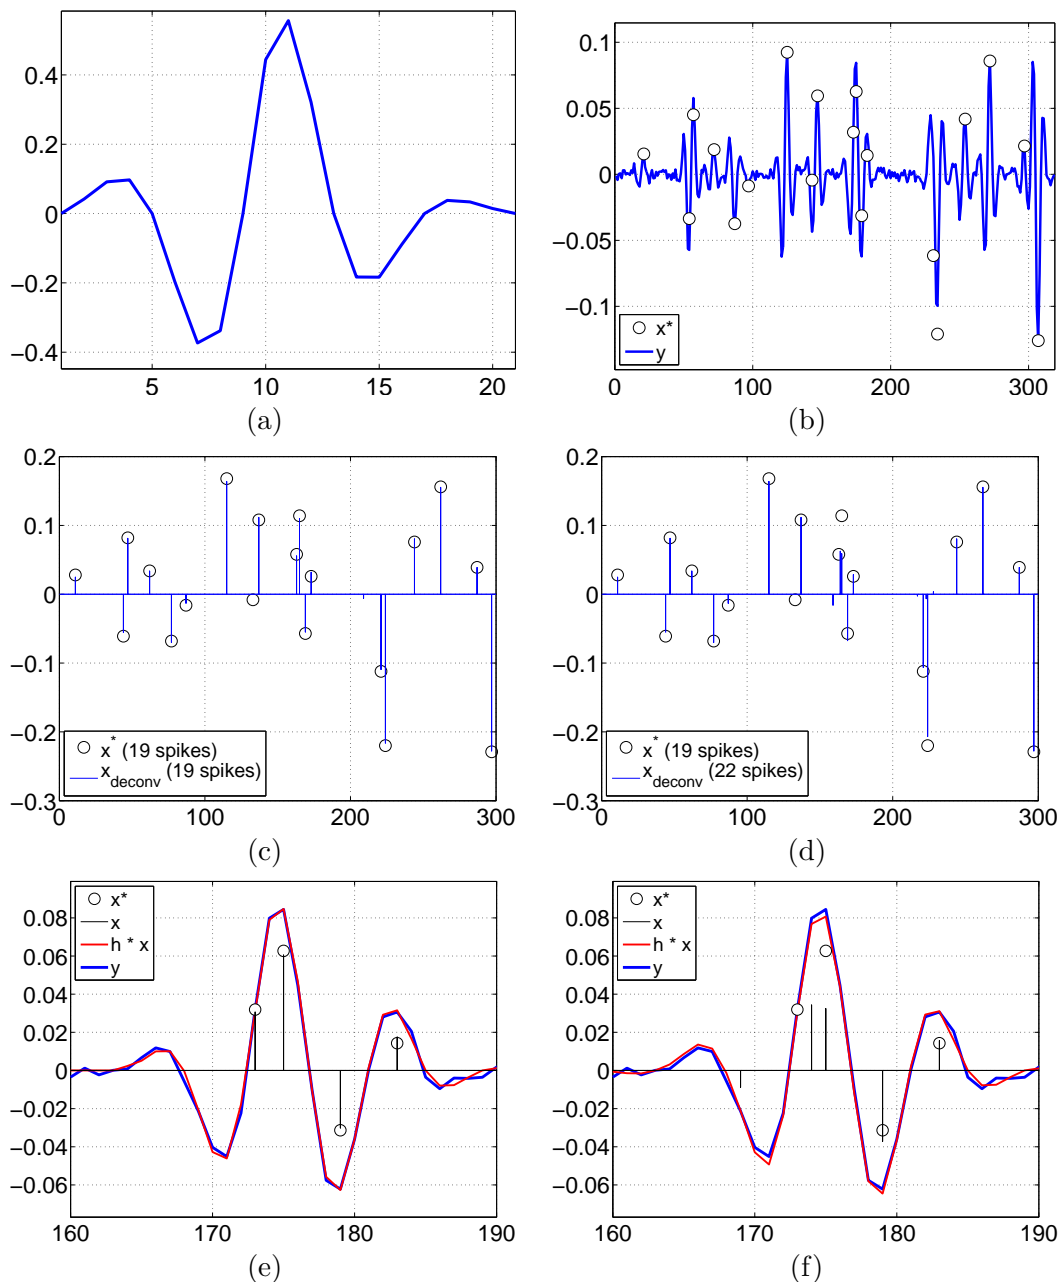 0.4
0.2
0
−0.2
−0.4
5 10 15 20
(a)
0.1
0.05
0
−0.05
−0.1
x*
y
0 100 200 300
(b)
0.2
0.1
0
−0.1
−0.2
−0.3
x* (19 spikes)
x_deconv (19 spikes)
0 100 200 300
(c)
0.2
0.1
0
−0.1
−0.2
−0.3
x* (19 spikes)
x_deconv (22 spikes)
0 100 200 300
(d)
x*
x
h * x
y
0.08
0.06
0.04
0.02
0
−0.02
−0.04
−0.06
160 170 180 190
(e)
x*
x
h * x
y
0.08
0.06
0.04
0.02
0
−0.02
−0.04
−0.06
160 170 180 190
(f)